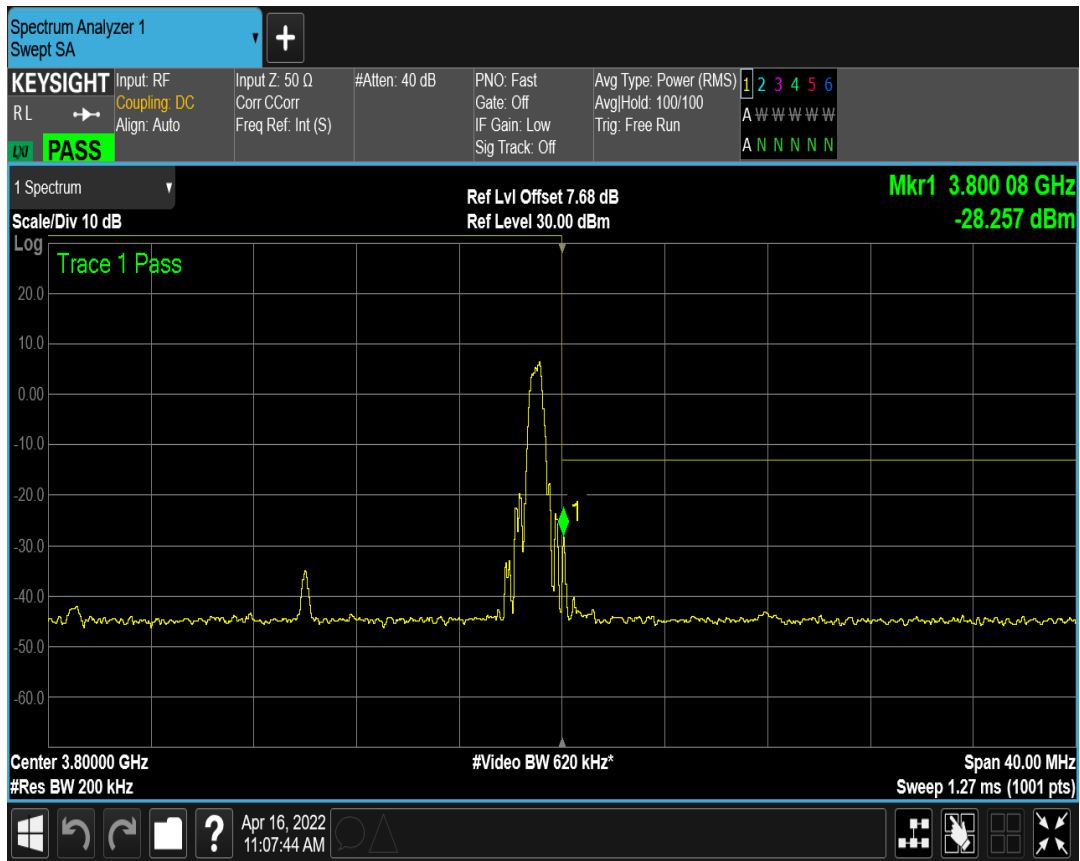 Spectrum Analyzer 1
Swept SA
KEYSIGHT Input: RF Input Z: 50 Ω #Atten: 40 dB PNO: Fast Avg Type: Power (RMS) 1 2 3 4 5 6
R L Coupling: DC Corr CCorr Gate: Off Avg|Hold: 100/100
Align: Auto Freq Ref: Int (S) IF Gain: Low Trig: Free Run A W W W W W
LXI PASS Sig Track: Off A N N N N N
1 Spectrum Ref Lvl Offset 7.68 dB Mkr1 3.800 08 GHz
Scale/Div 10 dB Ref Level 30.00 dBm -28.257 dBm
Log
Trace 1 Pass
20.0
10.0
0.00
-10.0
-20.0
1
-30.0
-40.0
-50.0
-60.0
Center 3.80000 GHz #Video BW 620 kHz* Span 40.00 MHz
#Res BW 200 kHz Sweep 1.27 ms (1001 pts)
? Apr 16, 2022
11:07:44 AM